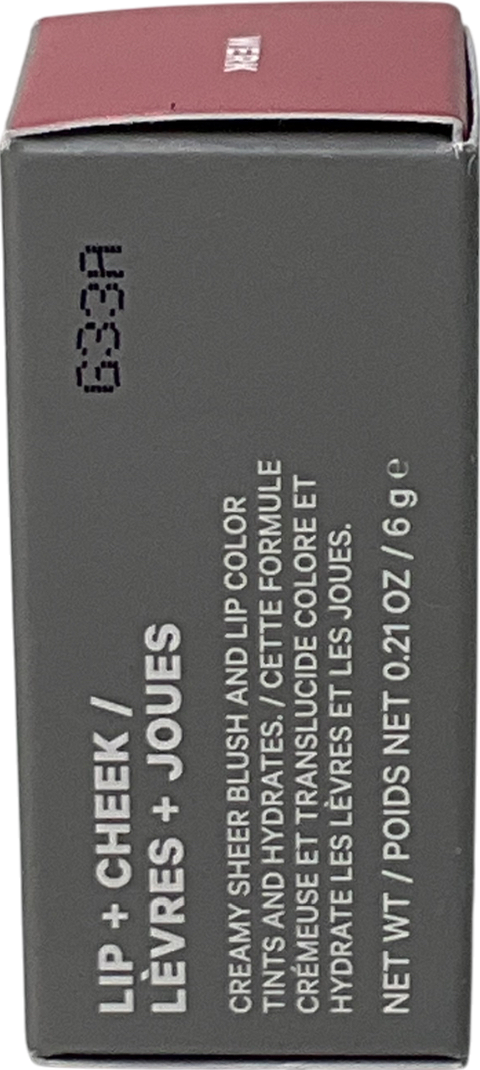 WERK
G33A
LIP + CHEEK /
LÈVRES + JOUES
CREAMY SHEER BLUSH AND LIP COLOR
TINTS AND HYDRATES. / CETTE FORMULE
CRÉMEUSE ET TRANSLUCIDE COLORE ET
HYDRATE LES LÈVRES ET LES JOUES.
NET WT / POIDS NET 0.21 OZ / 6 g ℮